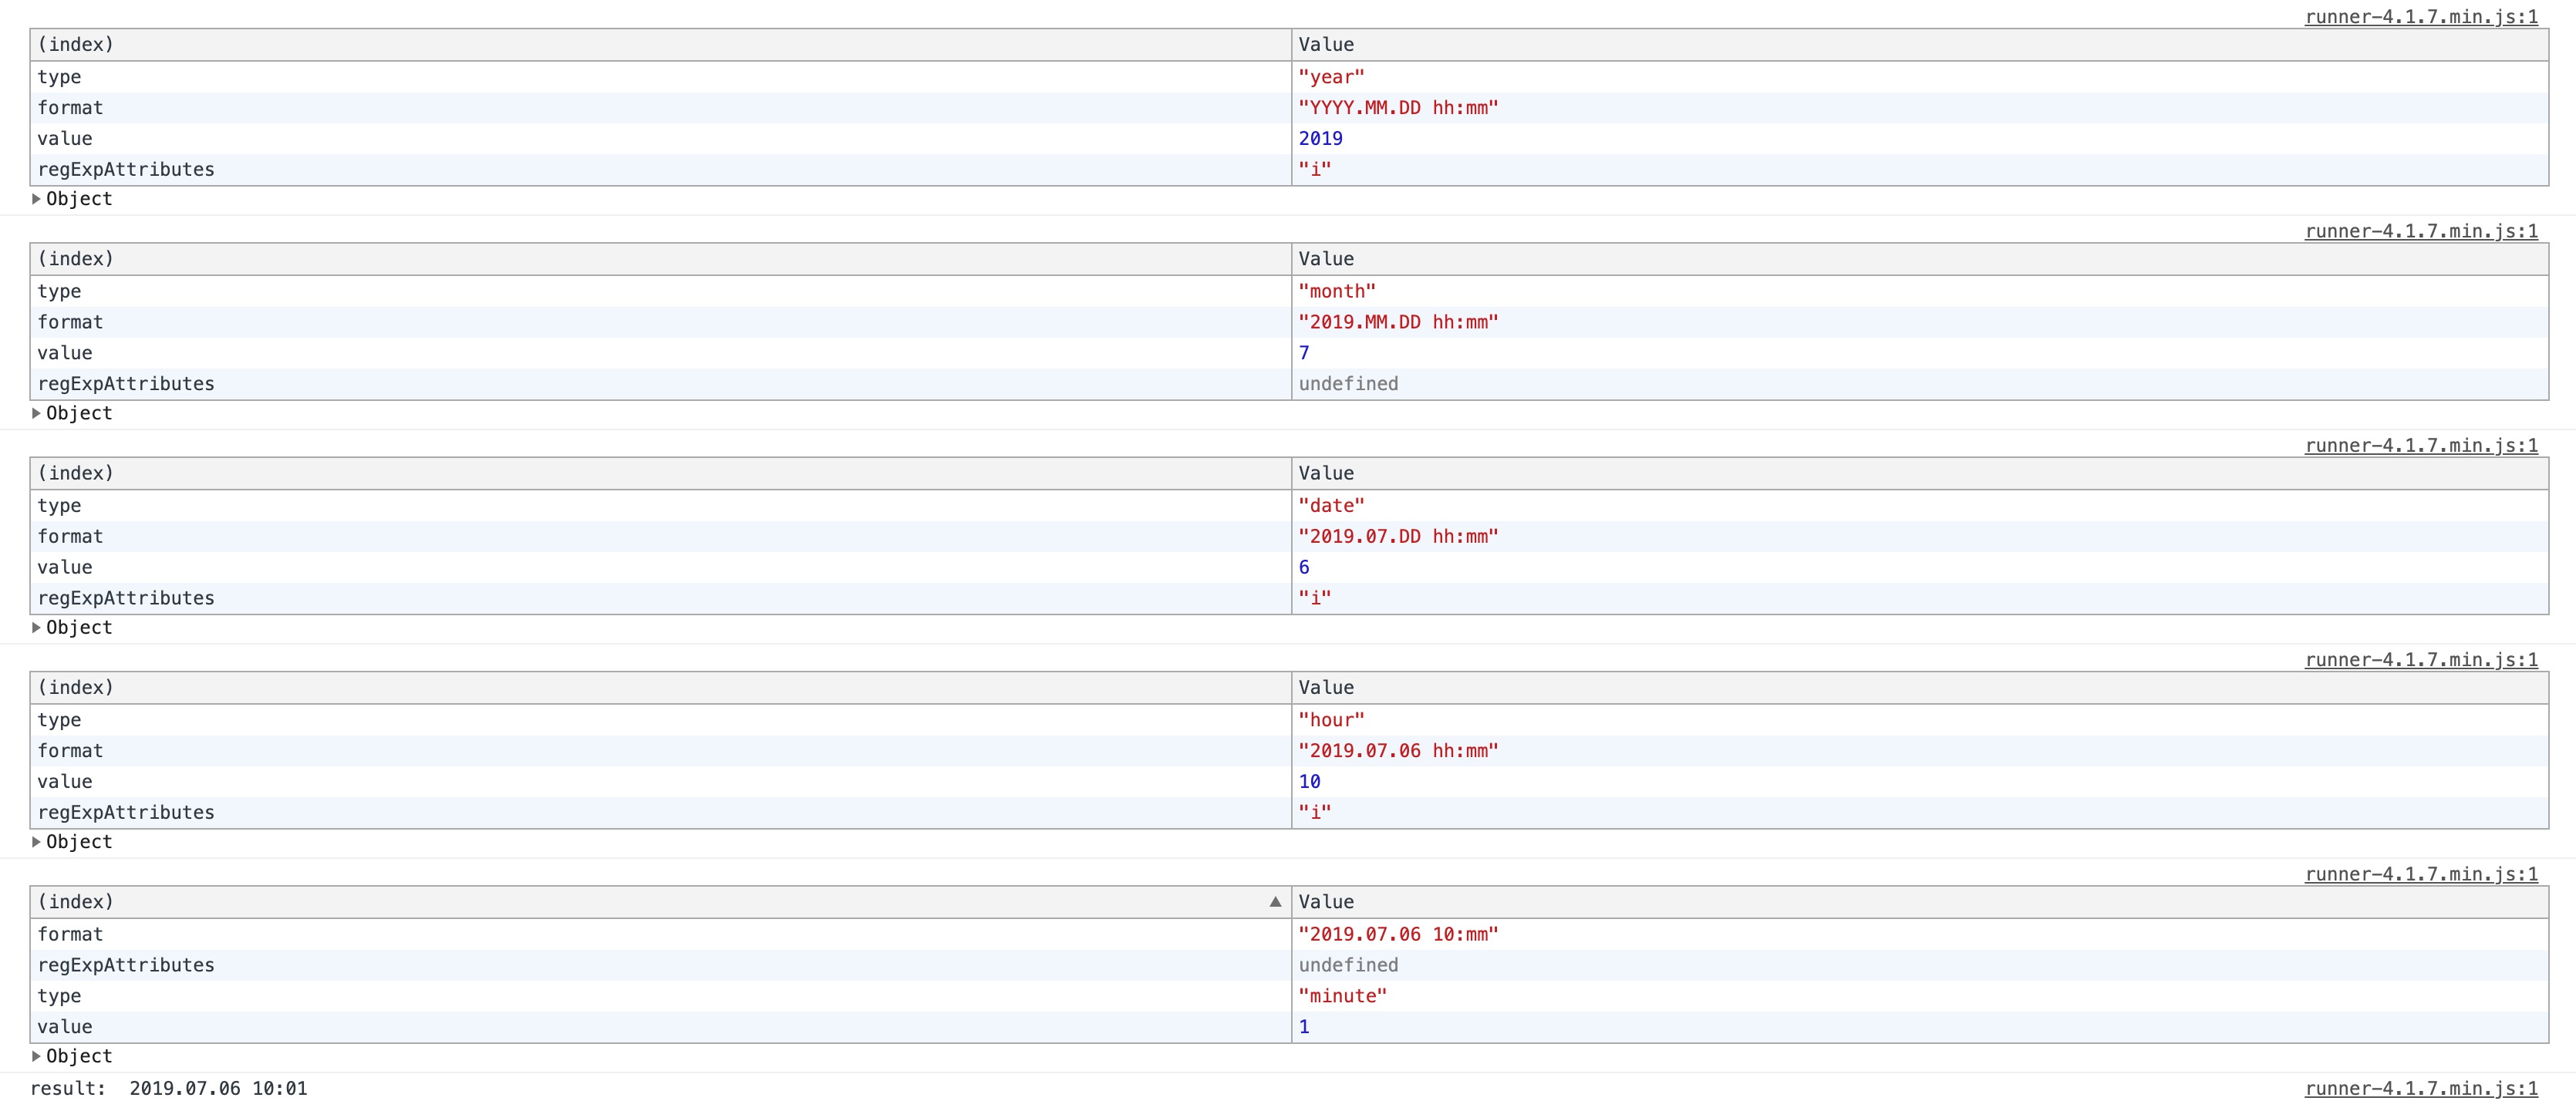 runner-4.1.7.min.js:1
(index) Value
type "year"
format "YYYY.MM.DD hh:mm"
value 2019
regExpAttributes "i"
Object
runner-4.1.7.min.js:1
(index) Value
type "month"
format "2019.MM.DD hh:mm"
value 7
regExpAttributes undefined
Object
runner-4.1.7.min.js:1
(index) Value
type "date"
format "2019.07.DD hh:mm"
value 6
regExpAttributes "i"
Object
runner-4.1.7.min.js:1
(index) Value
type "hour"
format "2019.07.06 hh:mm"
value 10
regExpAttributes "i"
Object
runner-4.1.7.min.js:1
(index) Value
format "2019.07.06 10:mm"
regExpAttributes undefined
type "minute"
value 1
Object
result: 2019.07.06 10:01 runner-4.1.7.min.js:1